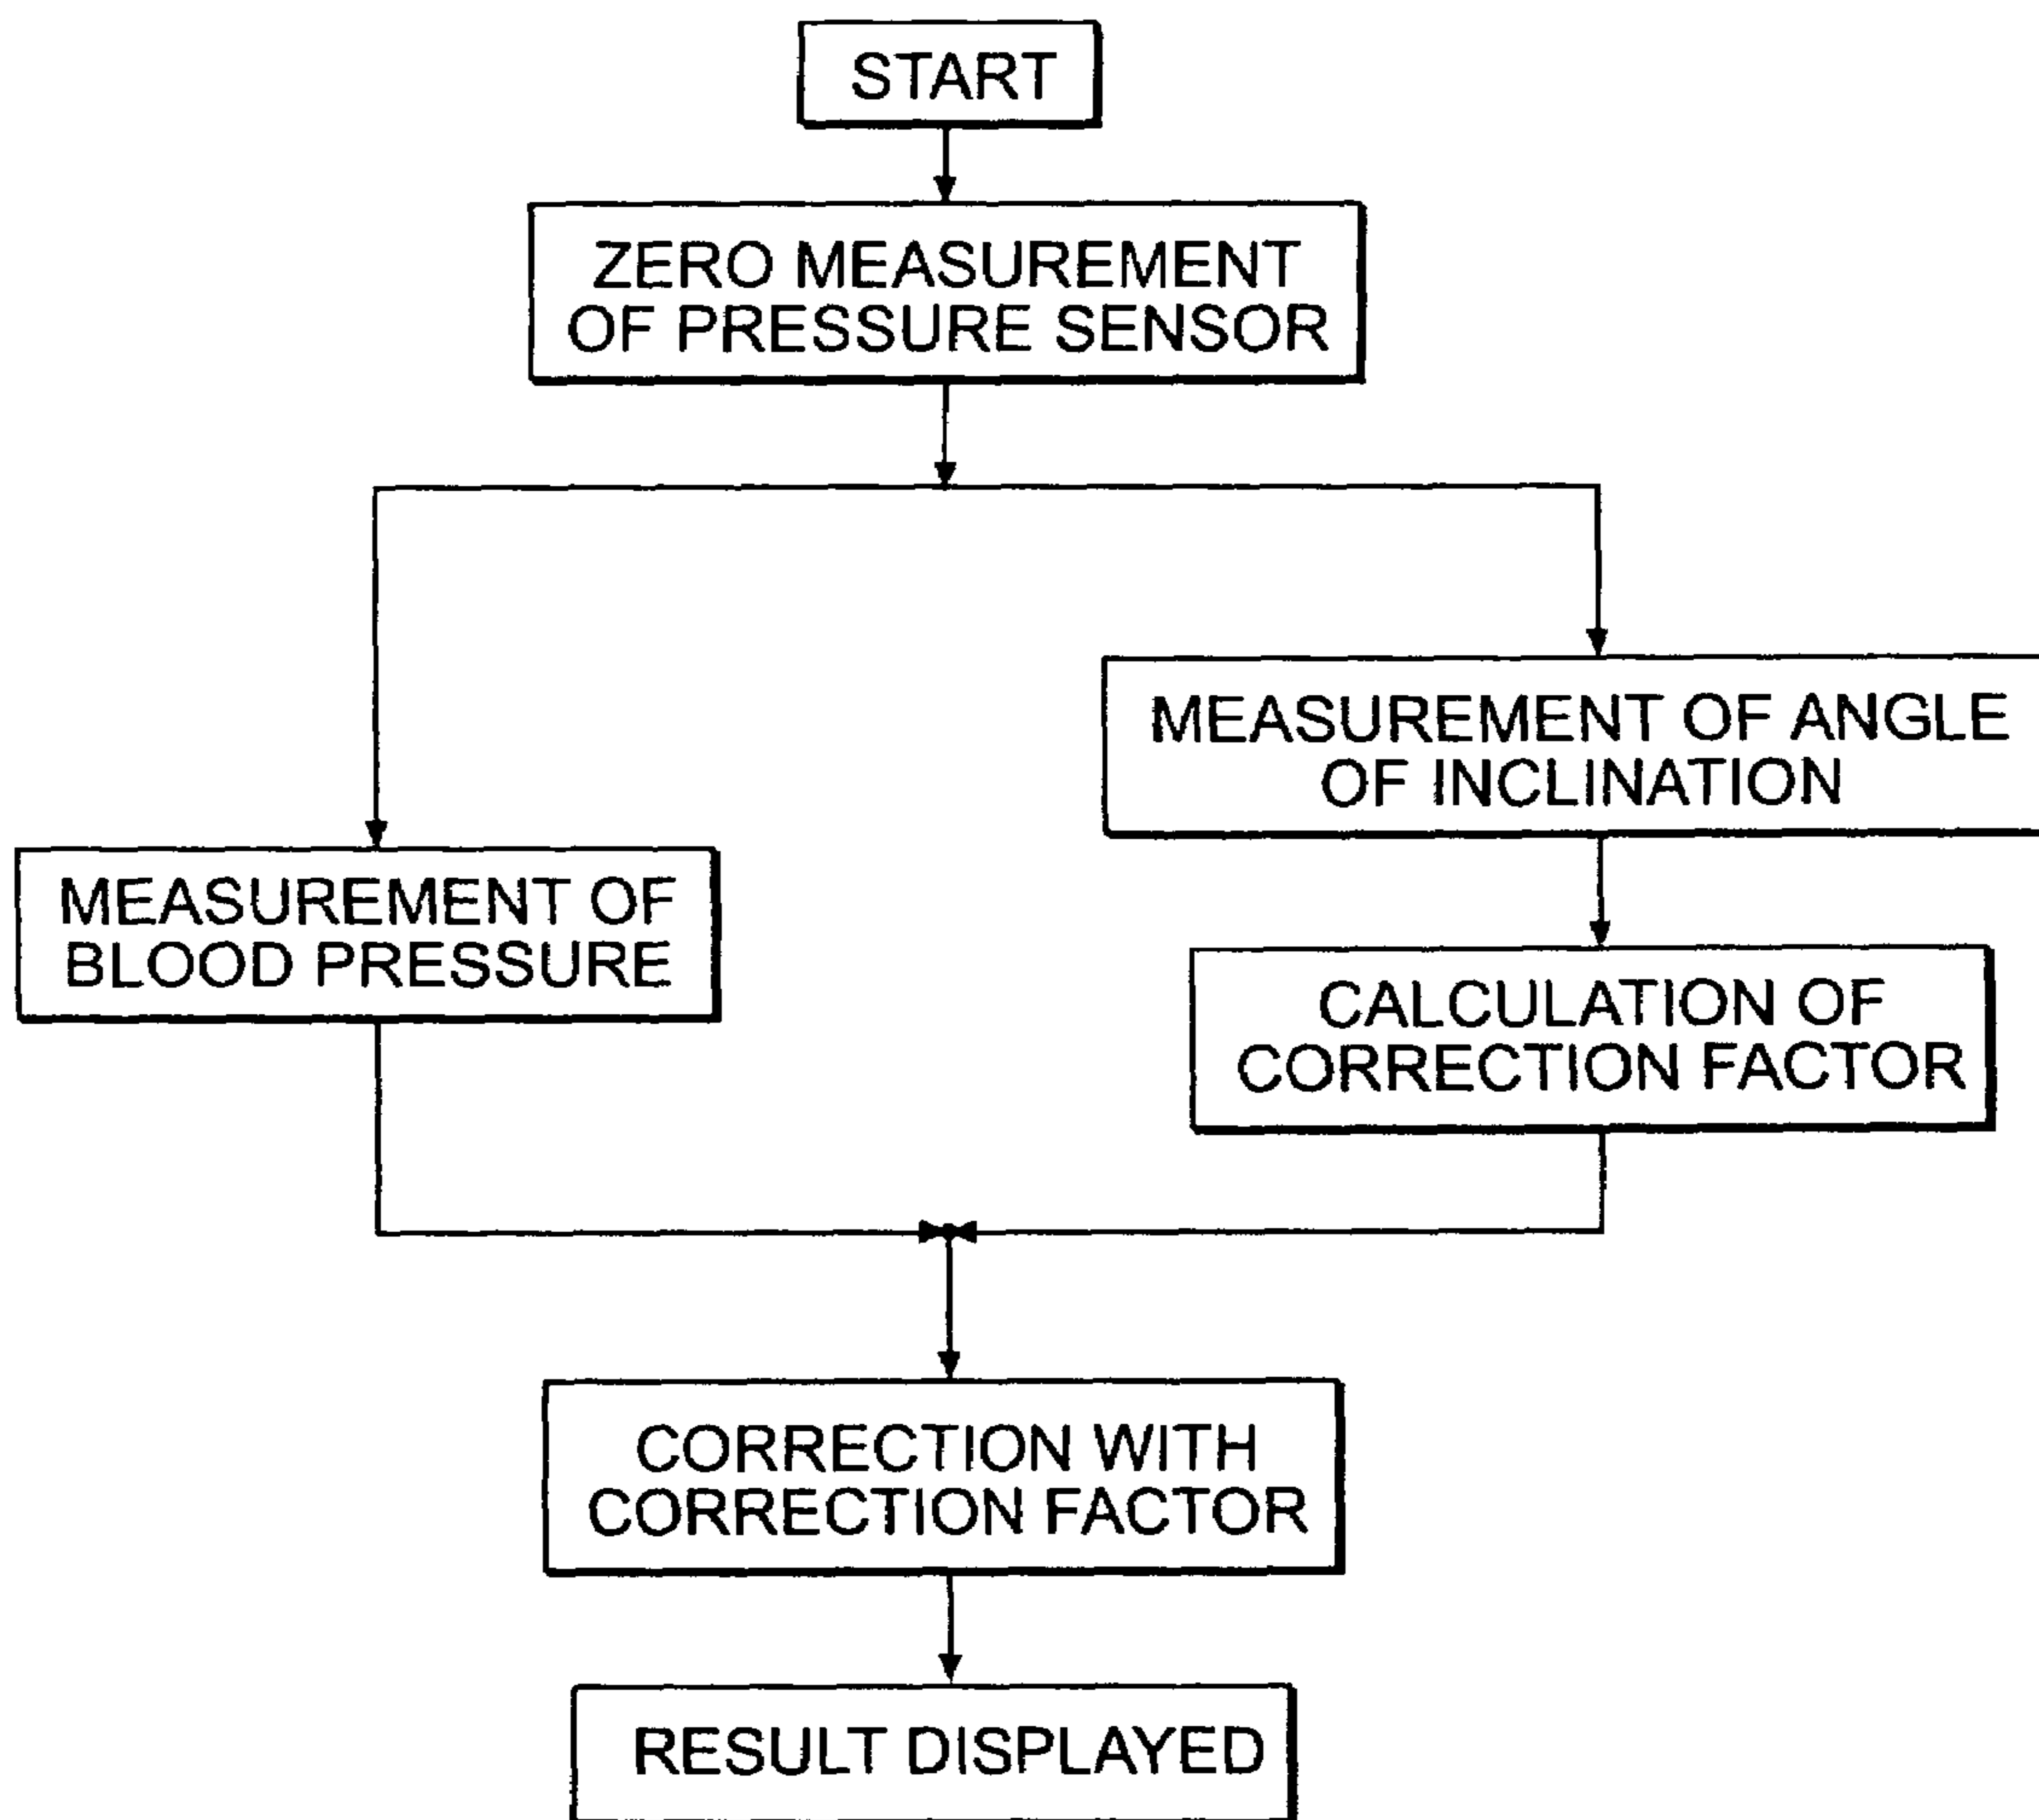 START
ZERO MEASUREMENT
OF PRESSURE SENSOR
MEASUREMENT OF ANGLE
OF INCLINATION
MEASUREMENT OF
BLOOD PRESSURE
CALCULATION OF
CORRECTION FACTOR
CORRECTION WITH
CORRECTION FACTOR
RESULT DISPLAYED